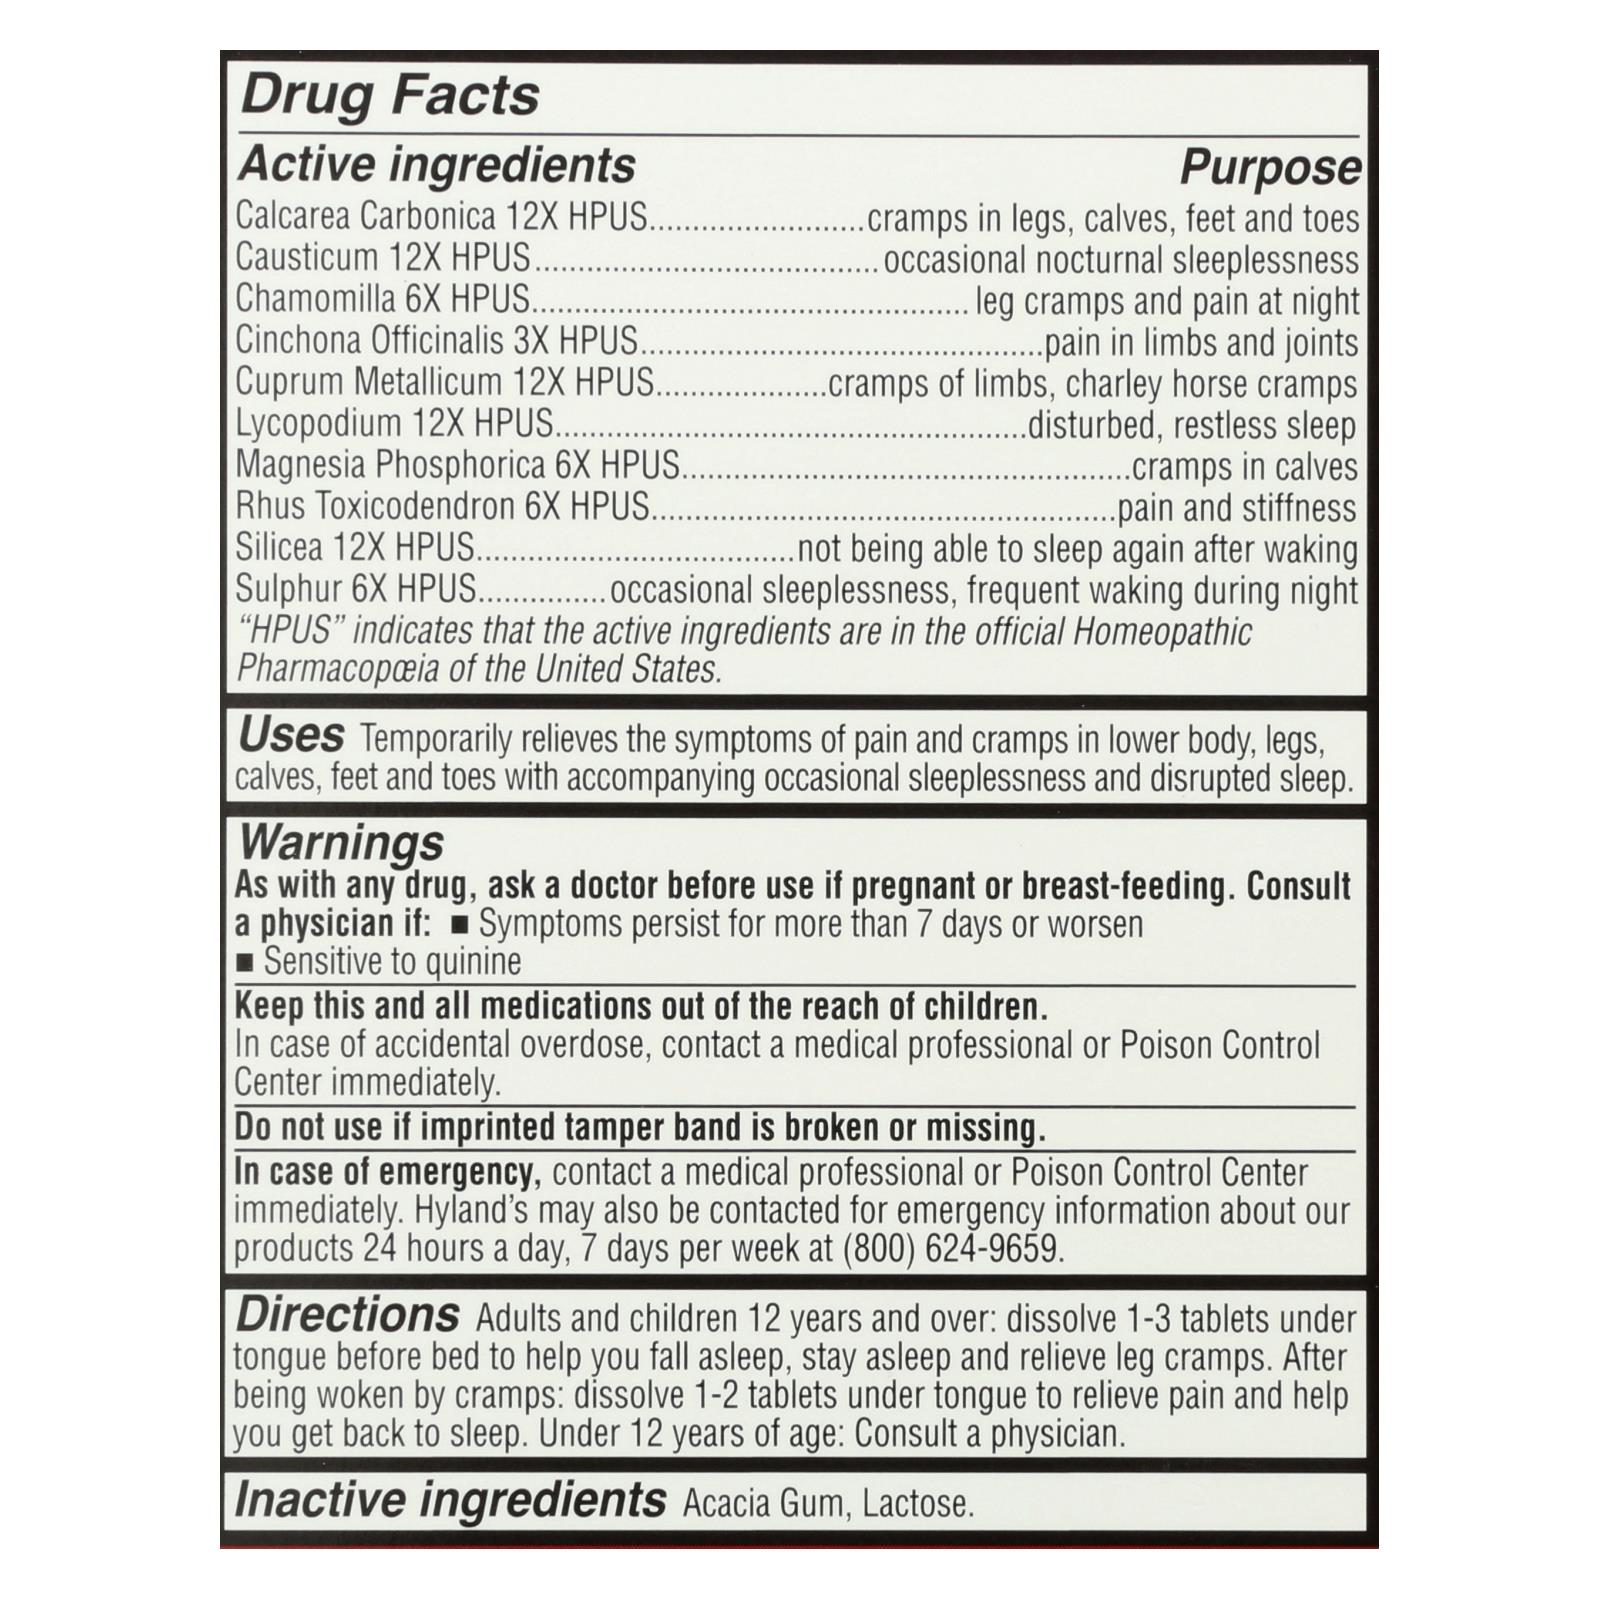 Drug Facts
Active ingredients Purpose
Calcarea Carbonica 12X HPUS.........................cramps in legs, calves, feet and toes
Causticum 12X HPUS........................................occasional nocturnal sleeplessness
Chamomilla 6X HPUS................................................... leg cramps and pain at night
Cinchona Officinalis 3X HPUS...............................................pain in limbs and joints
Cuprum Metallicum 12X HPUS....................cramps of limbs, charley horse cramps
Lycopodium 12X HPUS.......................................................disturbed, restless sleep
Magnesia Phosphorica 6X HPUS....................................................cramps in calves
Rhus Toxicodendron 6X HPUS......................................................pain and stiffness
Silicea 12X HPUS.....................................not being able to sleep again after waking
Sulphur 6X HPUS...............occasional sleeplessness, frequent waking during night
“HPUS” indicates that the active ingredients are in the official Homeopathic
Pharmacopœia of the United States.
Uses Temporarily relieves the symptoms of pain and cramps in lower body, legs,
calves, feet and toes with accompanying occasional sleeplessness and disrupted sleep.
Warnings
As with any drug, ask a doctor before use if pregnant or breast-feeding. Consult
a physician if: ■ Symptoms persist for more than 7 days or worsen
■ Sensitive to quinine
Keep this and all medications out of the reach of children.
In case of accidental overdose, contact a medical professional or Poison Control
Center immediately.
Do not use if imprinted tamper band is broken or missing.
In case of emergency, contact a medical professional or Poison Control Center
immediately. Hyland’s may also be contacted for emergency information about our
products 24 hours a day, 7 days per week at (800) 624-9659.
Directions Adults and children 12 years and over: dissolve 1-3 tablets under
tongue before bed to help you fall asleep, stay asleep and relieve leg cramps. After
being woken by cramps: dissolve 1-2 tablets under tongue to relieve pain and help
you get back to sleep. Under 12 years of age: Consult a physician.
Inactive ingredients Acacia Gum, Lactose.